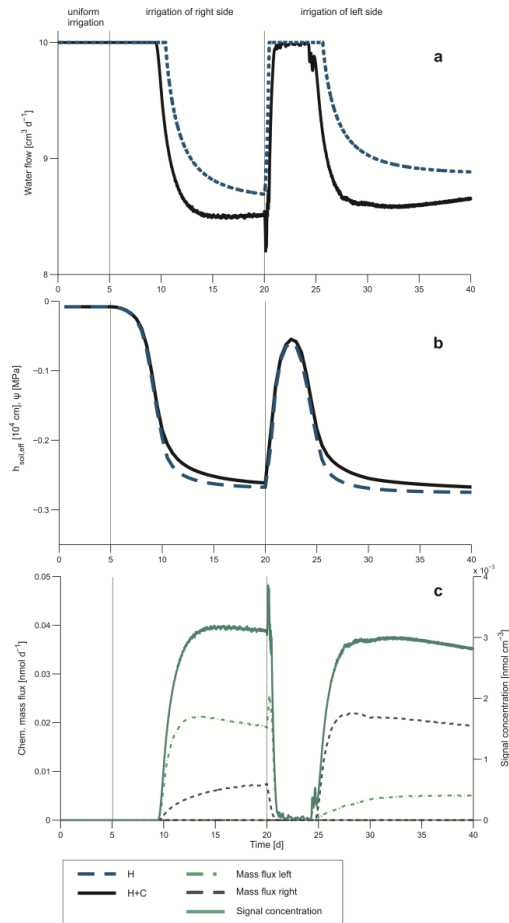 uniform
irrigation
irrigation of right side
irrigation of left side
a
10
9
8
Water flow [cm³ d⁻¹]
0 5 10 15 20 25 30 35 40
b
0
−0.1
−0.2
−0.3
h_soil,eff [10⁴ cm], ψ [MPa]
0 5 10 15 20 25 30 35 40
c
x 10⁻³
0.05
0.04
0.03
0.02
0.01
0
Chem. mass flux [nmol d⁻¹]
4
3
2
1
0
Signal concentration [nmol cm⁻³]
0 5 10 15 20 25 30 35 40
Time [d]
H
H+C
Mass flux left
Mass flux right
Signal concentration